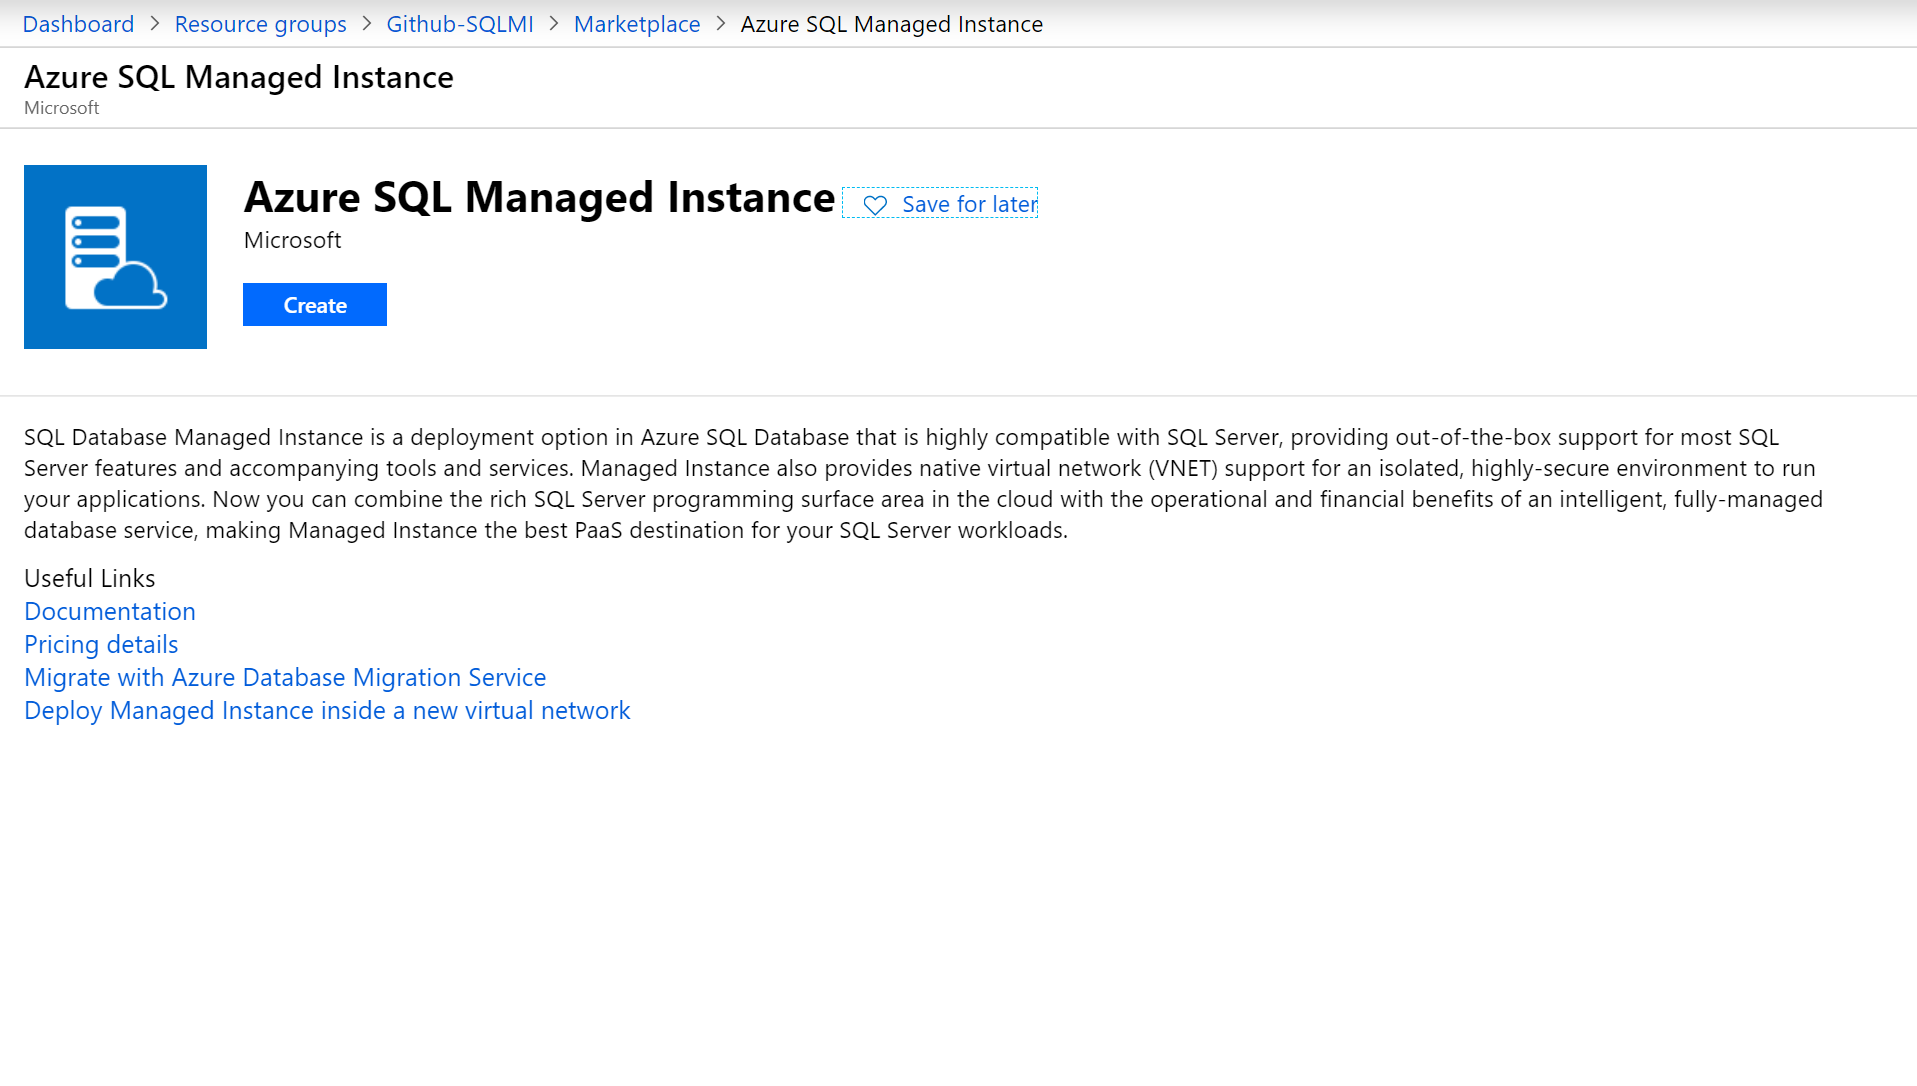 Dashboard > Resource groups > Github-SQLMI > Marketplace > Azure SQL Managed Instance
Azure SQL Managed Instance
Microsoft
Azure SQL Managed Instance Save for later
Microsoft
Create
SQL Database Managed Instance is a deployment option in Azure SQL Database that is highly compatible with SQL Server, providing out-of-the-box support for most SQL
Server features and accompanying tools and services. Managed Instance also provides native virtual network (VNET) support for an isolated, highly-secure environment to run
your applications. Now you can combine the rich SQL Server programming surface area in the cloud with the operational and financial benefits of an intelligent, fully-managed
database service, making Managed Instance the best PaaS destination for your SQL Server workloads.
Useful Links
Documentation
Pricing details
Migrate with Azure Database Migration Service
Deploy Managed Instance inside a new virtual network